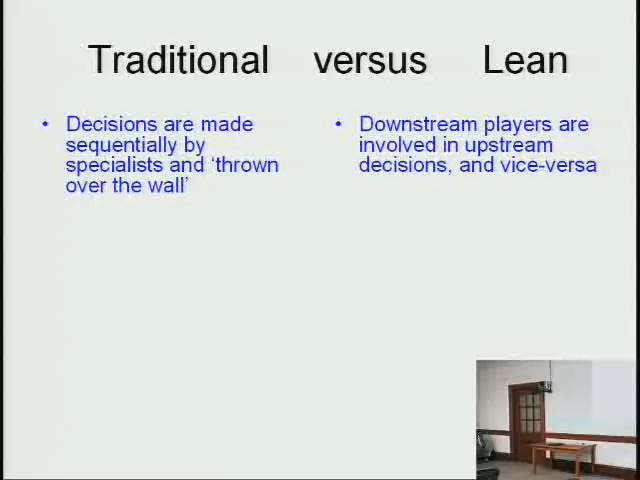 Traditional versus Lean
• Decisions are made
sequentially by
specialists and ‘thrown
over the wall’
• Downstream players are
involved in upstream
decisions, and vice-versa